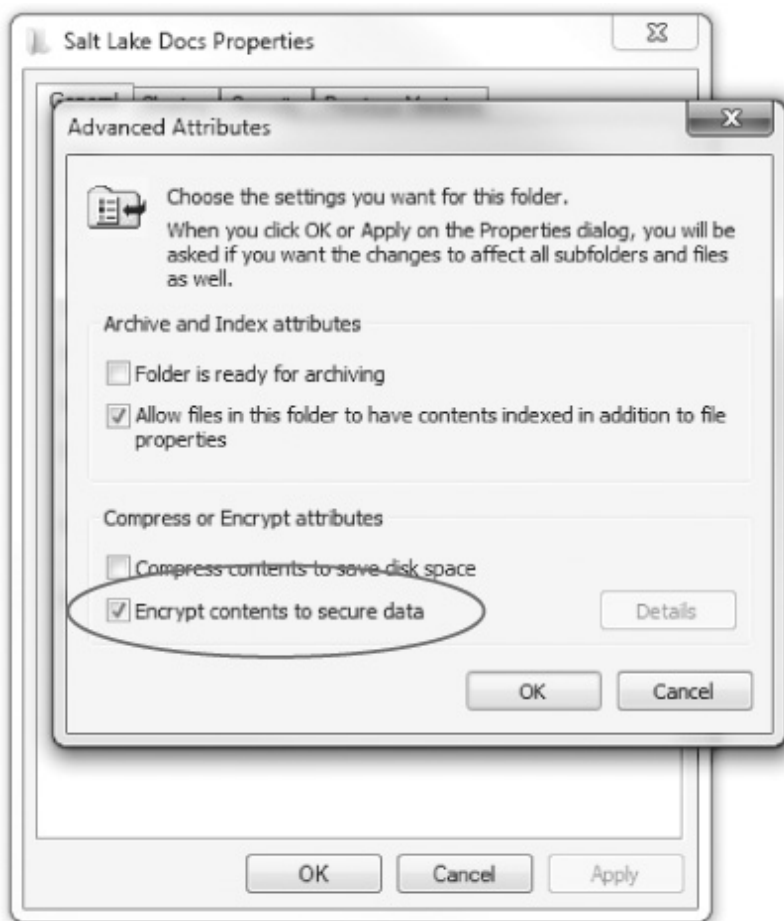 Salt Lake Docs Properties
Advanced Attributes
Choose the settings you want for this folder.
When you click OK or Apply on the Properties dialog, you will be
asked if you want the changes to affect all subfolders and files
as well.
Archive and Index attributes
Folder is ready for archiving
Allow files in this folder to have contents indexed in addition to file
properties
Compress or Encrypt attributes
Compress contents to save disk space
Encrypt contents to secure data
Details
OK
Cancel
OK
Cancel
Apply